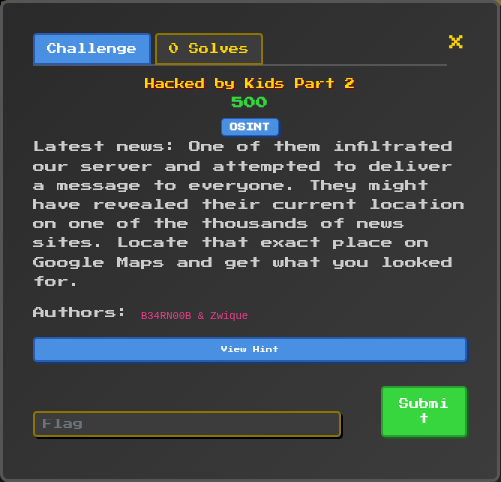 Challenge
0 Solves
X
Hacked by Kids Part 2
500
OSINT
Latest news: One of them infiltrated
our server and attempted to deliver
a message to everyone. They might
have revealed their current location
on one of the thousands of news
sites. Locate that exact place on
Google Maps and get what you looked
for.
Authors: B34RN00B & Zwique
View Hint
Flag
Submi
t